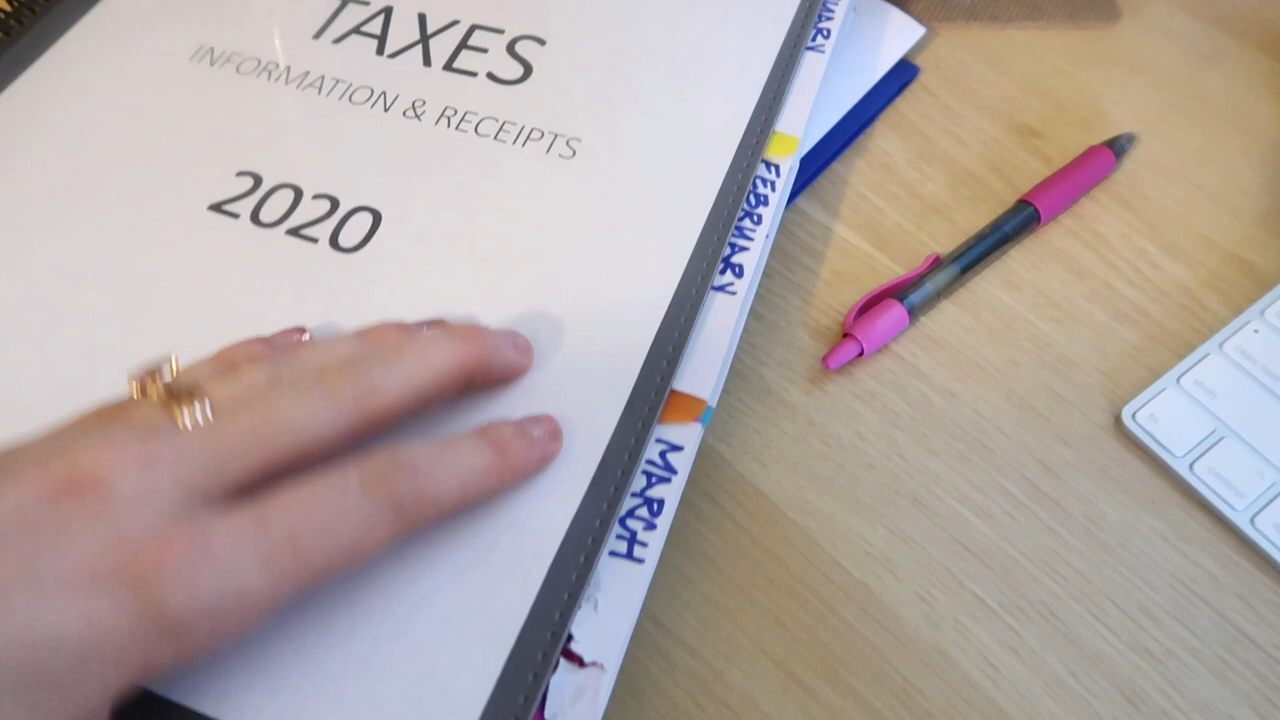 TAXES
INFORMATION & RECEIPTS
2020
FEBRUARY
MARCH